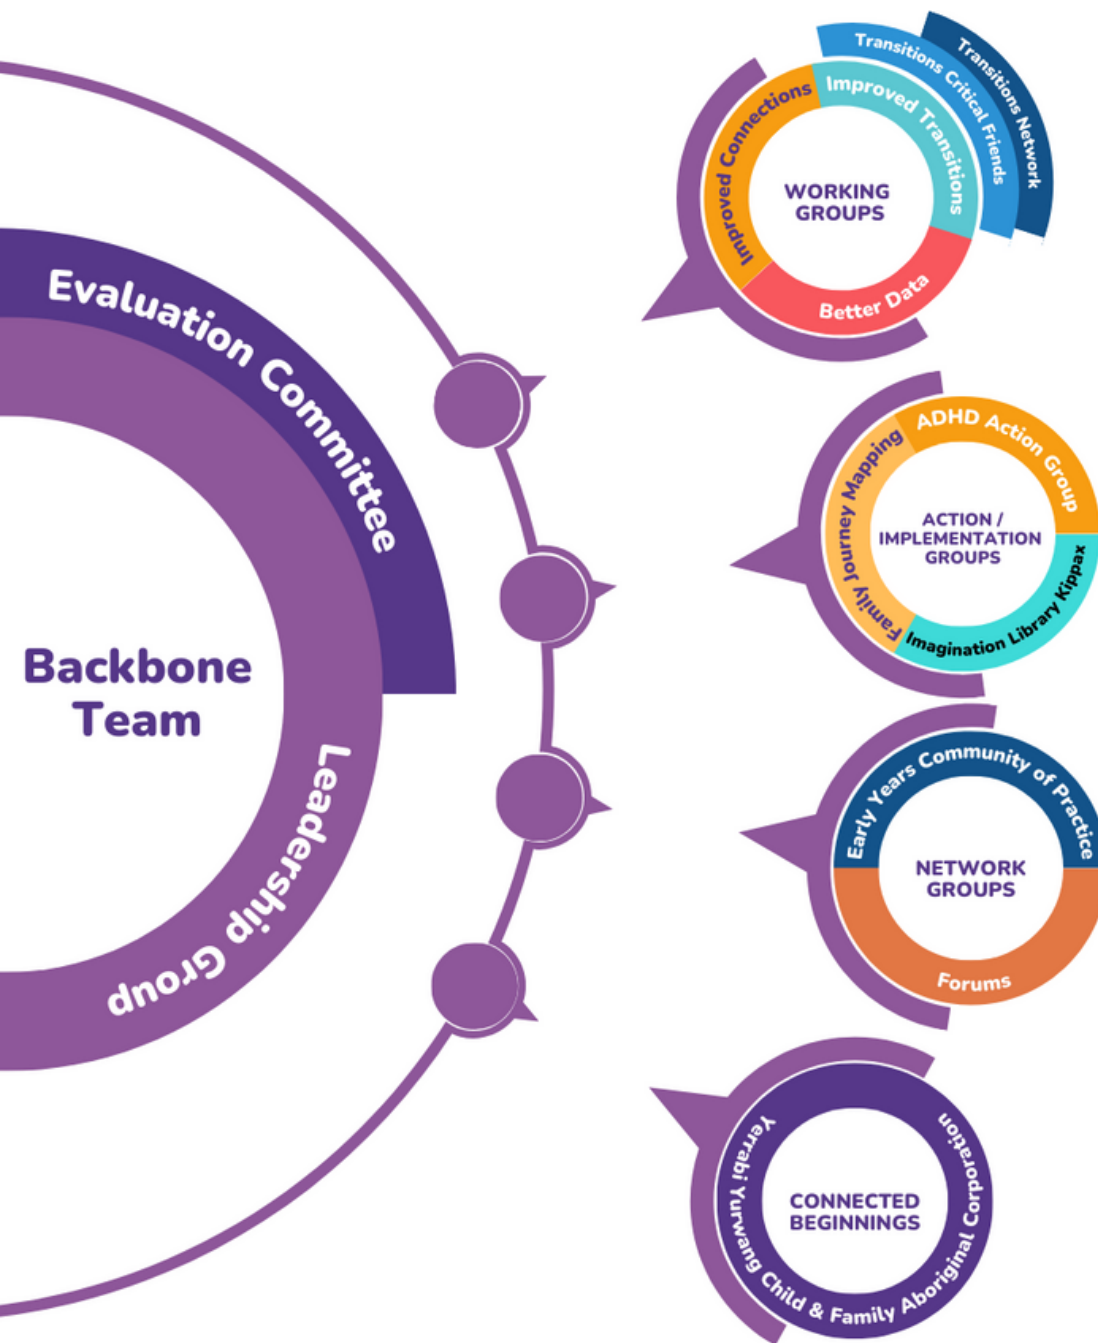 Evaluation Committee
Backbone
Team
Leadership Group
Transitions Network
Transitions Critical Friends
Improved Transitions
Improved Connections
WORKING
GROUPS
Better Data
ADHD Action Group
Family Journey Mapping
ACTION /
IMPLEMENTATION
GROUPS
Imagination Library Kippax
Early Years Community of Practice
NETWORK
GROUPS
Forums
CONNECTED
BEGINNINGS
Yerrabi Yurwang Child & Family Aboriginal Corporation